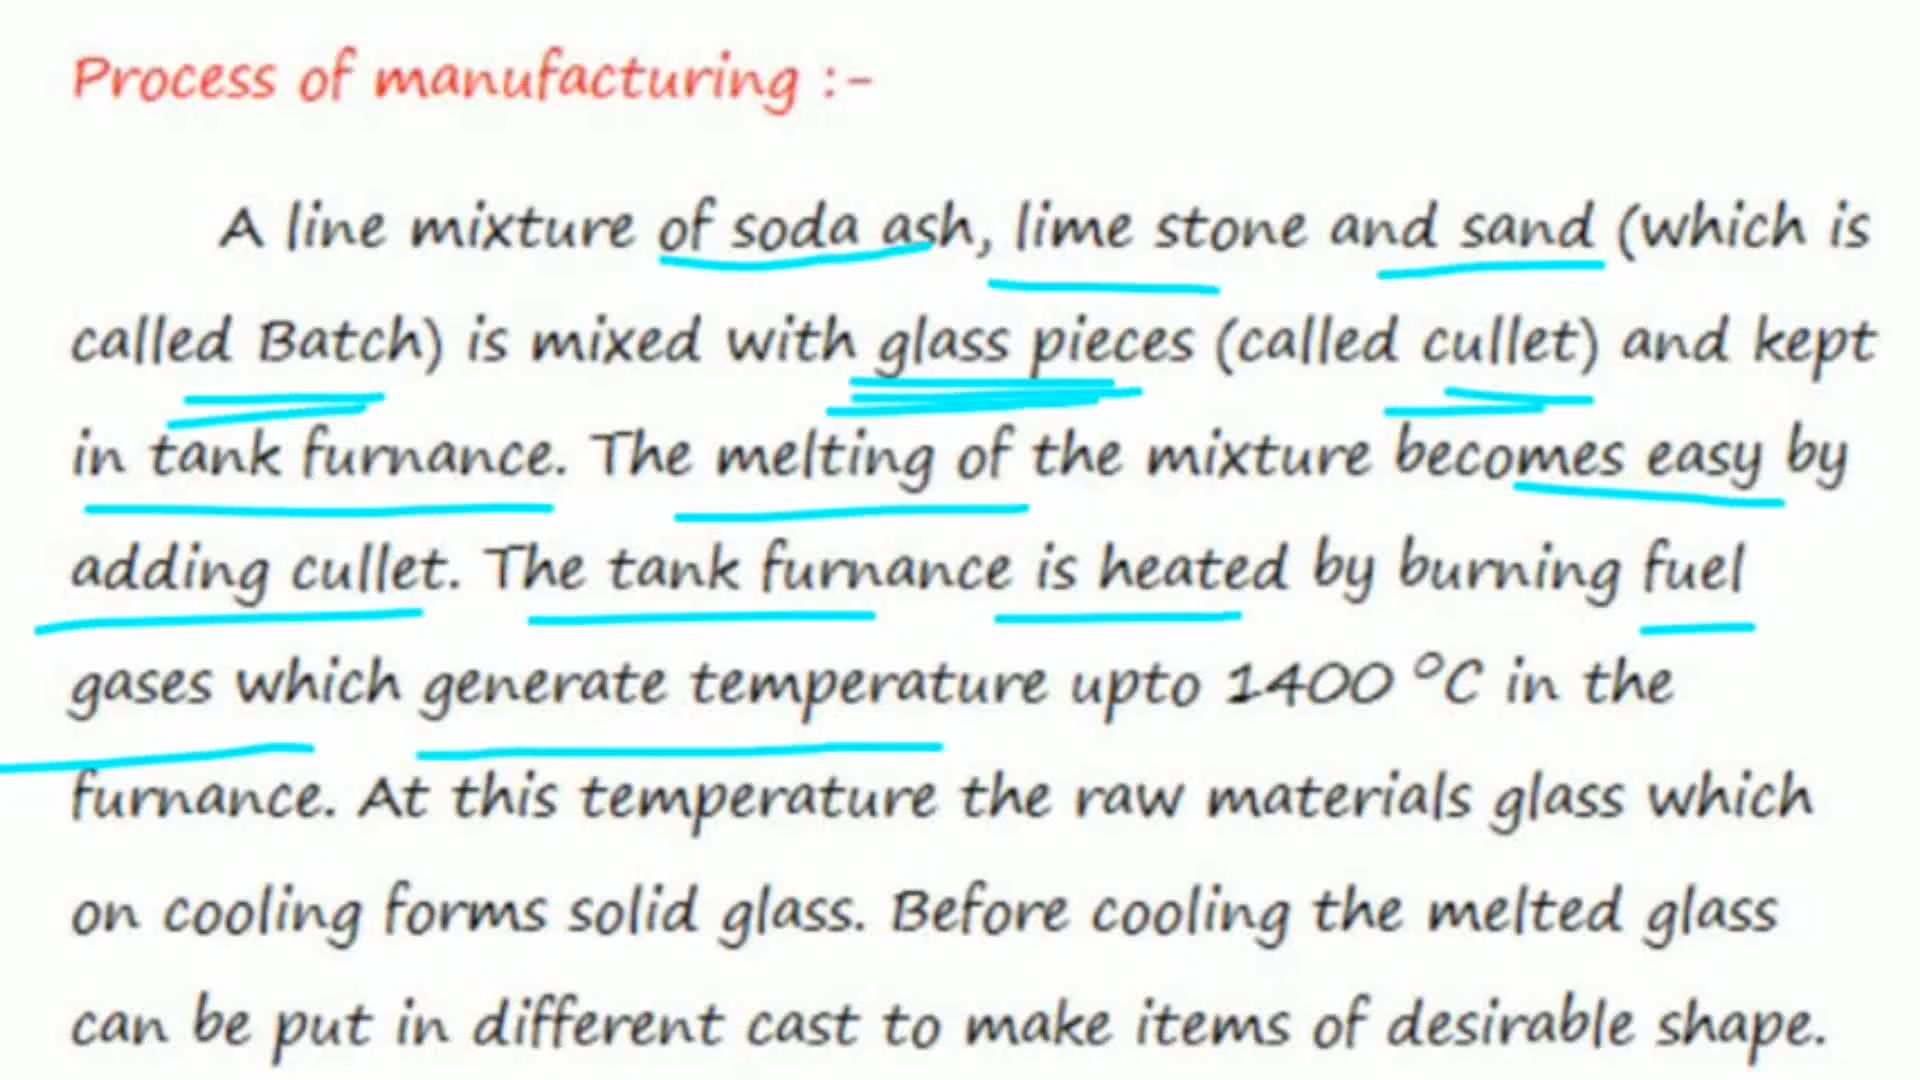 Process of manufacturing :-
A line mixture of soda ash, lime stone and sand (which is
called Batch) is mixed with glass pieces (called cullet) and kept
in tank furnance. The melting of the mixture becomes easy by
adding cullet. The tank furnance is heated by burning fuel
gases which generate temperature upto 1400 °C in the
furnance. At this temperature the raw materials glass which
on cooling forms solid glass. Before cooling the melted glass
can be put in different cast to make items of desirable shape.